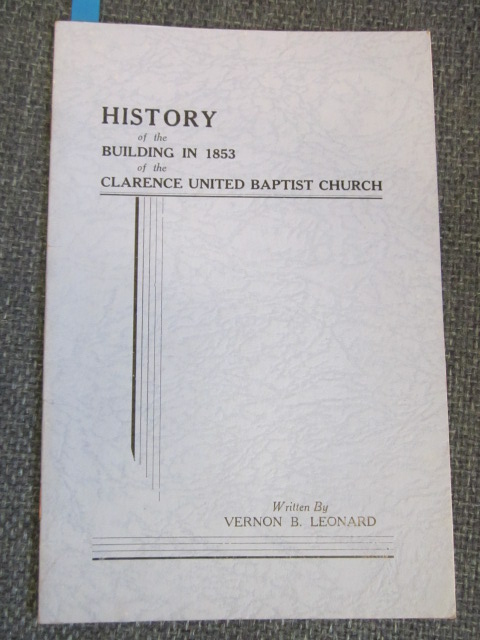 HISTORY
of the
BUILDING IN 1853
of the
CLARENCE UNITED BAPTIST CHURCH
Written By
VERNON B. LEONARD